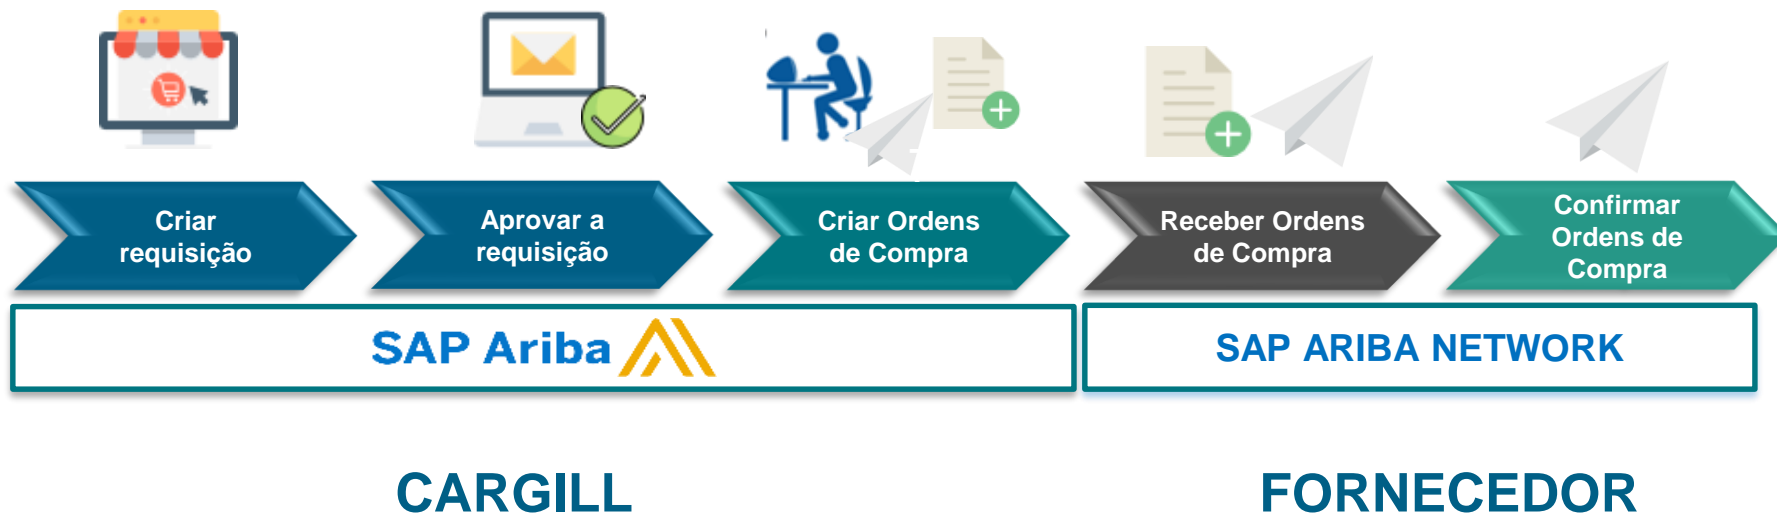 Criar
requisição
Aprovar a
requisição
Criar Ordens
de Compra
Receber Ordens
de Compra
Confirmar
Ordens de
Compra
SAP Ariba
SAP ARIBA NETWORK
CARGILL
FORNECEDOR